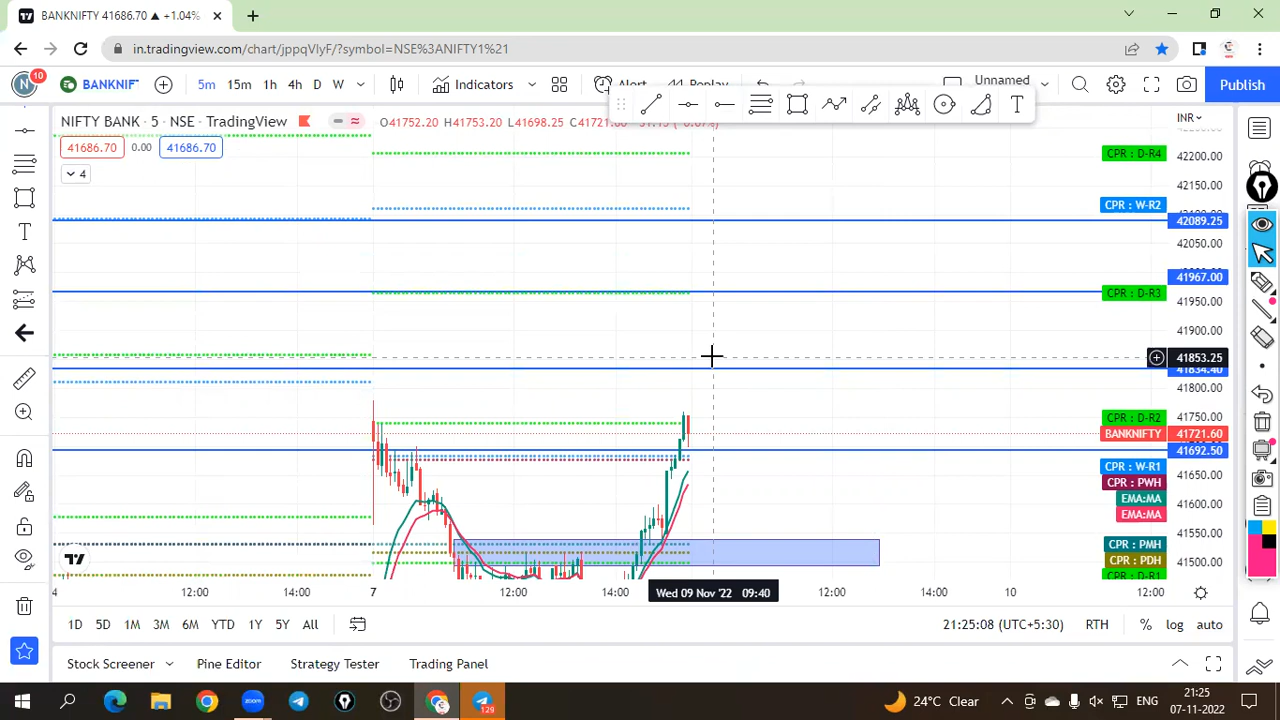 BANKNIFTY 41686.70 ▲ +1.04%
in.tradingview.com/chart/jppqVlyF/?symbol=NSE%3ANIFTY1%21
N 10 BANKNIF 5m 15m 1h 4h D W Indicators Alert Replay Unnamed Publish
NIFTY BANK · 5 · NSE · TradingView O41752.20 H41753.20 L41698.25 INR
41686.70 0.00 41686.70
4
CPR : D-R4 42200.00
42150.00
CPR : W-R2
42089.25
42050.00
41967.00
CPR : D-R3 41950.00
41900.00
41853.25
41834.40
41800.00
CPR : D-R2 41750.00
BANKNIFTY 41721.60
41692.50
CPR : W-R1 41650.00
CPR : PWH
EMA:MA 41600.00
EMA:MA
CPR : PMH 41550.00
CPR : PDH 41500.00
CPR : D-R1
4 12:00 14:00 7 12:00 14:00 Wed 09 Nov '22 09:40 12:00 14:00 10 12:00
1D 5D 1M 3M 6M YTD 1Y 5Y All 21:25:08 (UTC+5:30) RTH % log auto
Stock Screener Pine Editor Strategy Tester Trading Panel
zoom 129 24°C Clear ENG 21:25
07-11-2022